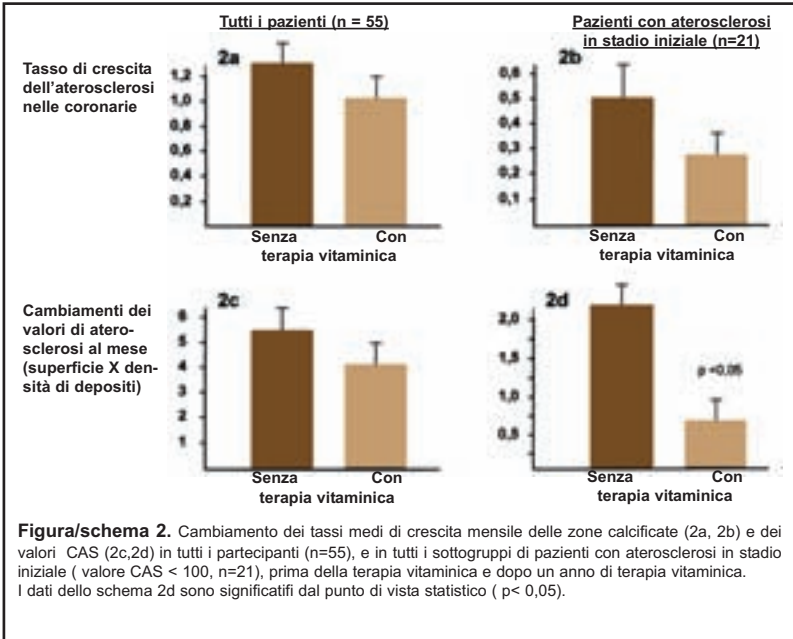 Tutti i pazienti (n = 55)
Pazienti con aterosclerosi
in stadio iniziale (n=21)
Tasso di crescita
dell'aterosclerosi
nelle coronarie
2a
1,2
1,0
0,8
0,6
0,4
0,2
Senza Con
terapia vitaminica
2b
0,6
0,5
0,4
0,3
0,2
0,1
Senza Con
terapia vitaminica
Cambiamenti dei
valori di atero-
sclerosi al mese
(superficie X den-
sità di depositi)
2c
6
5
4
3
2
1
Senza Con
terapia vitaminica
2d
2,0
1,5
1,0
0,5
p <0,05
Senza Con
terapia vitaminica
Figura/schema 2. Cambiamento dei tassi medi di crescita mensile delle zone calcificate (2a, 2b) e dei
valori CAS (2c,2d) in tutti i partecipanti (n=55), e in tutti i sottogruppi di pazienti con aterosclerosi in stadio
iniziale ( valore CAS < 100, n=21), prima della terapia vitaminica e dopo un anno di terapia vitaminica.
I dati dello schema 2d sono significatifi dal punto di vista statistico ( p< 0,05).